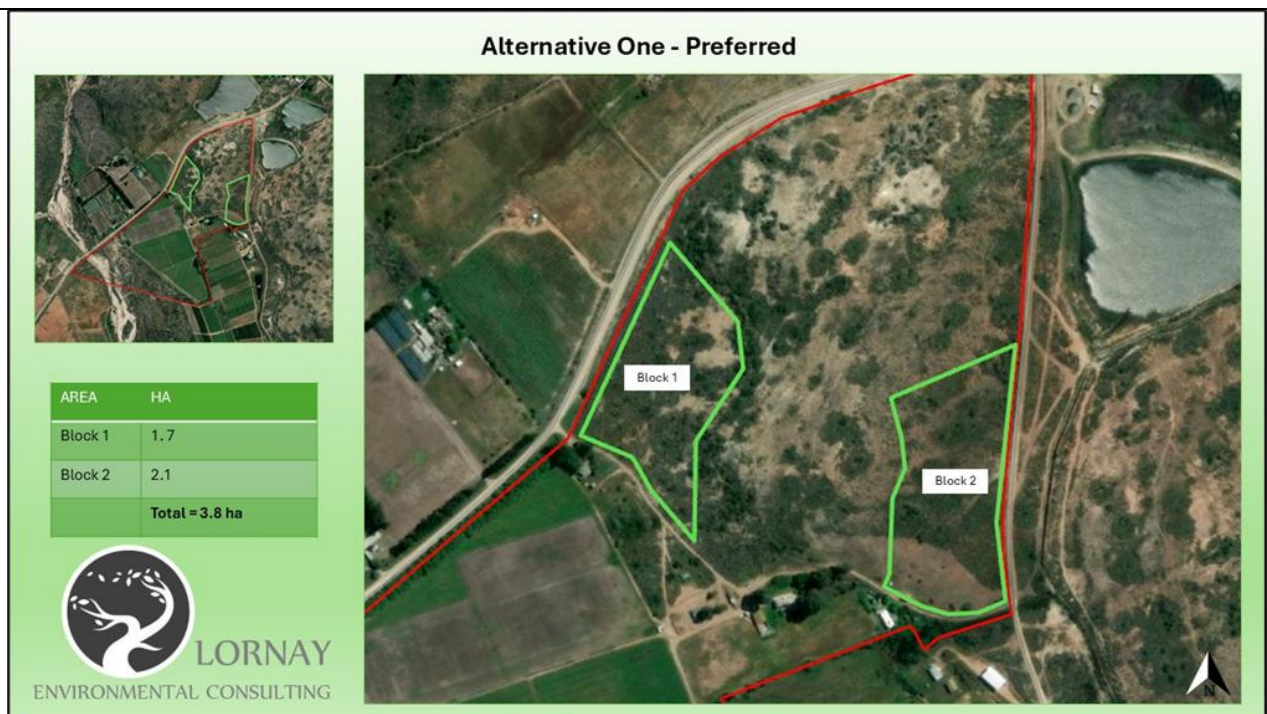 Alternative One - Preferred
Block 1
Block 2
AREA HA
Block 1 1.7
Block 2 2.1
Total = 3.8 ha
LORNAY
ENVIRONMENTAL CONSULTING
N